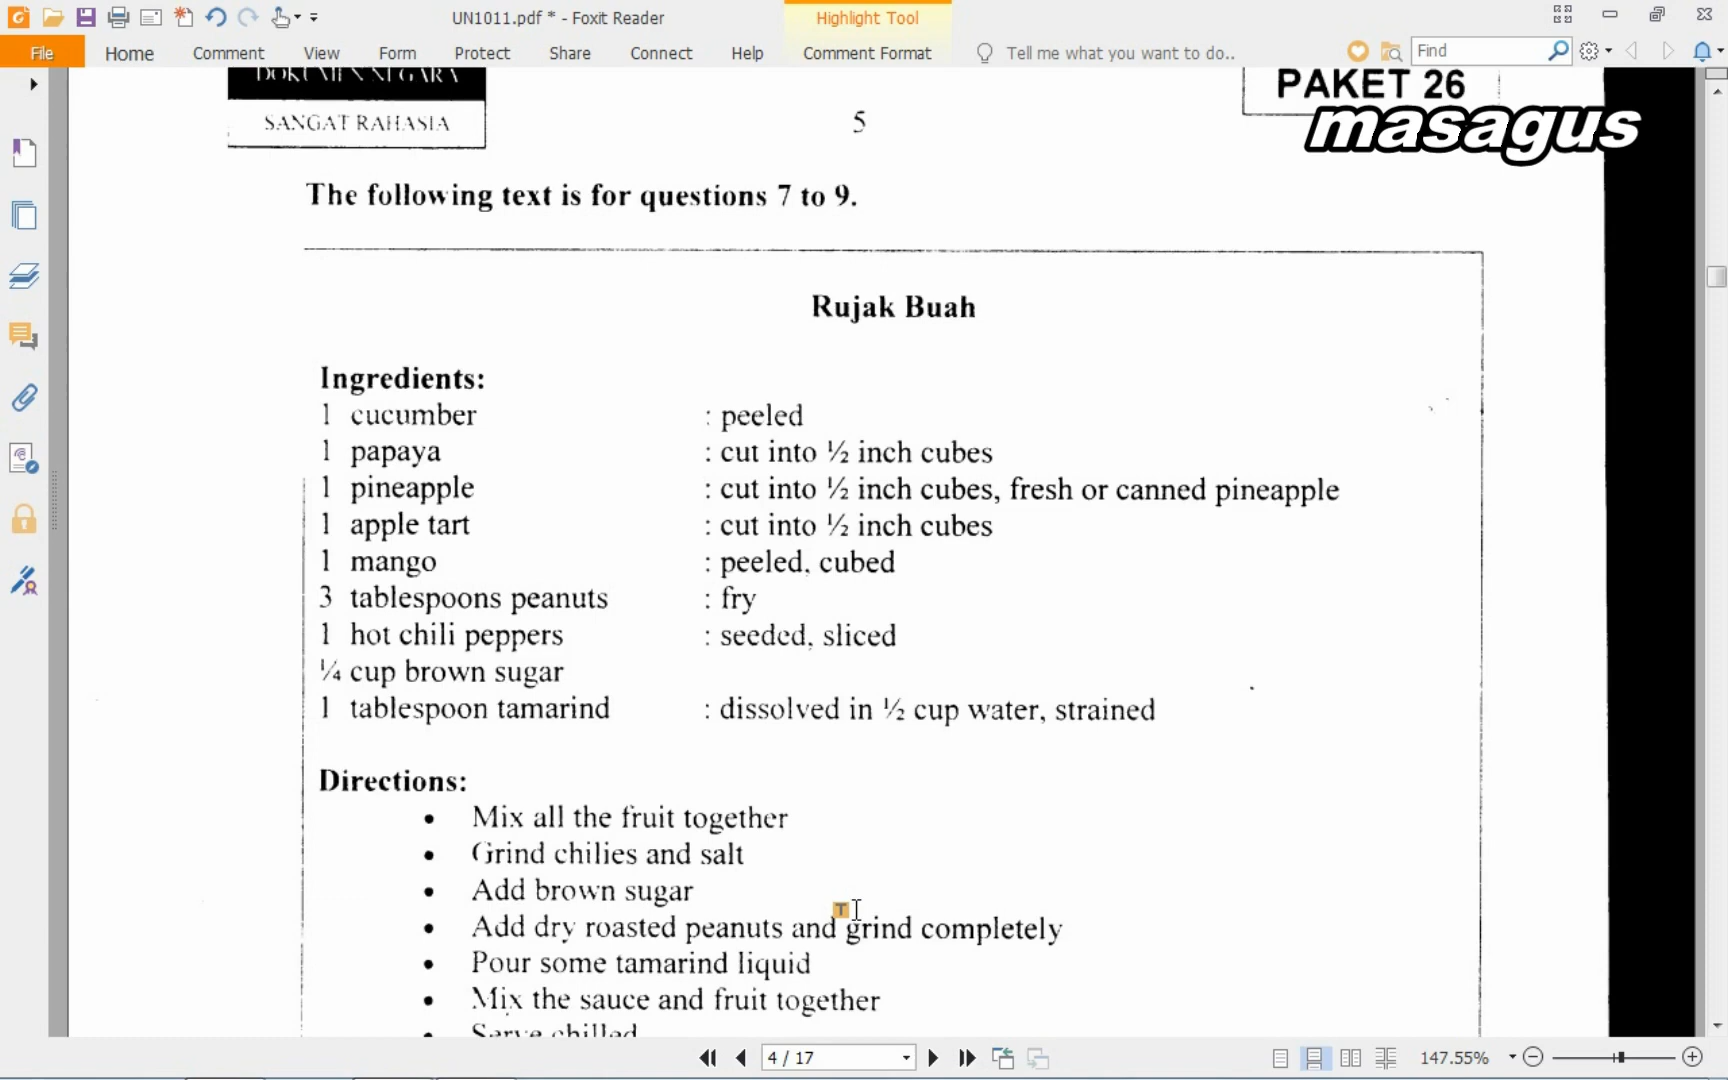 UN1011.pdf * - Foxit Reader
Highlight Tool
File
Home
Comment
View
Form
Protect
Share
Connect
Help
Comment Format
Tell me what you want to do..
Find
DOKUMEN NEGARA
SANGAT RAHASIA
5
PAKET 26
masagus
The following text is for questions 7 to 9.
Rujak Buah
Ingredients:
1 cucumber : peeled
1 papaya : cut into ½ inch cubes
1 pineapple : cut into ½ inch cubes, fresh or canned pineapple
1 apple tart : cut into ½ inch cubes
1 mango : peeled, cubed
3 tablespoons peanuts : fry
1 hot chili peppers : seeded, sliced
¼ cup brown sugar
1 tablespoon tamarind : dissolved in ½ cup water, strained
Directions:
• Mix all the fruit together
• Grind chilies and salt
• Add brown sugar
• Add dry roasted peanuts and grind completely
• Pour some tamarind liquid
• Mix the sauce and fruit together
• Serve chilled
4 / 17
147.55%